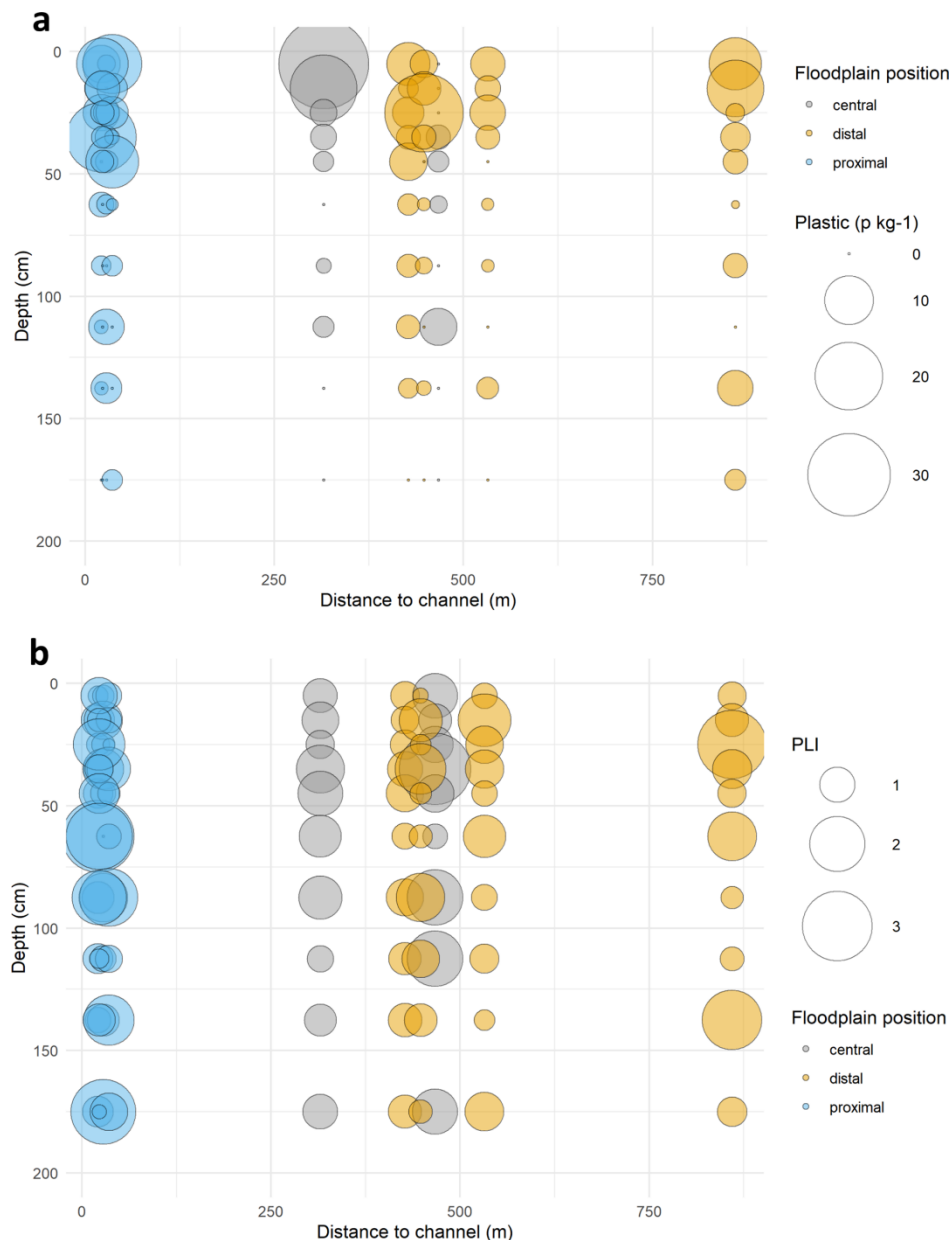 a
0
50
100
150
200
Depth (cm)
0
250
500
750
Distance to channel (m)
Floodplain position
central
distal
proximal
Plastic (p kg-1)
0
10
20
30
b
0
50
100
150
200
Depth (cm)
0
250
500
750
Distance to channel (m)
PLI
1
2
3
Floodplain position
central
distal
proximal